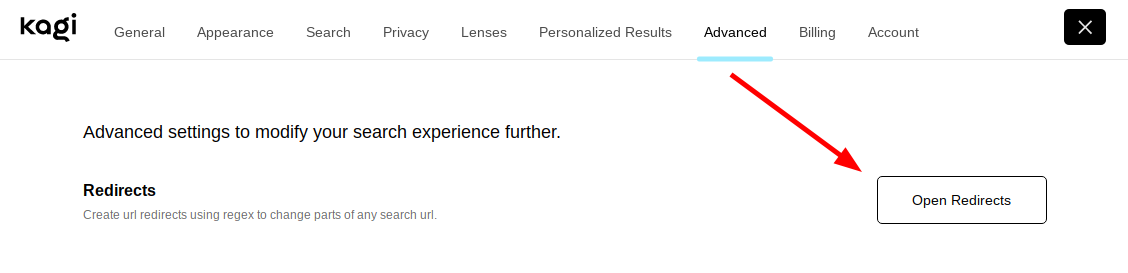 kagi General Appearance Search Privacy Lenses Personalized Results Advanced Billing Account
Advanced settings to modify your search experience further.
Redirects
Create url redirects using regex to change parts of any search url.
Open Redirects